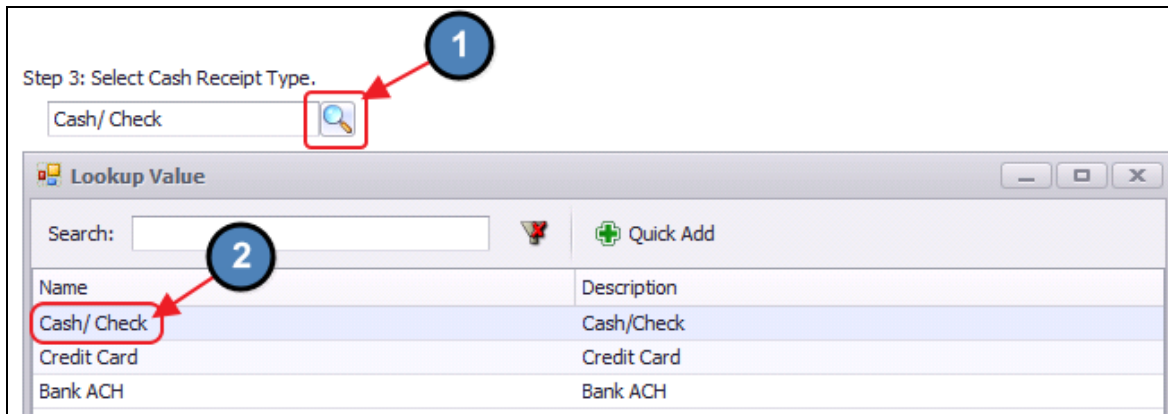 1
Step 3: Select Cash Receipt Type.
Cash/ Check
Lookup Value
Search:
Quick Add
2
Name Description
Cash/ Check Cash/Check
Credit Card Credit Card
Bank ACH Bank ACH